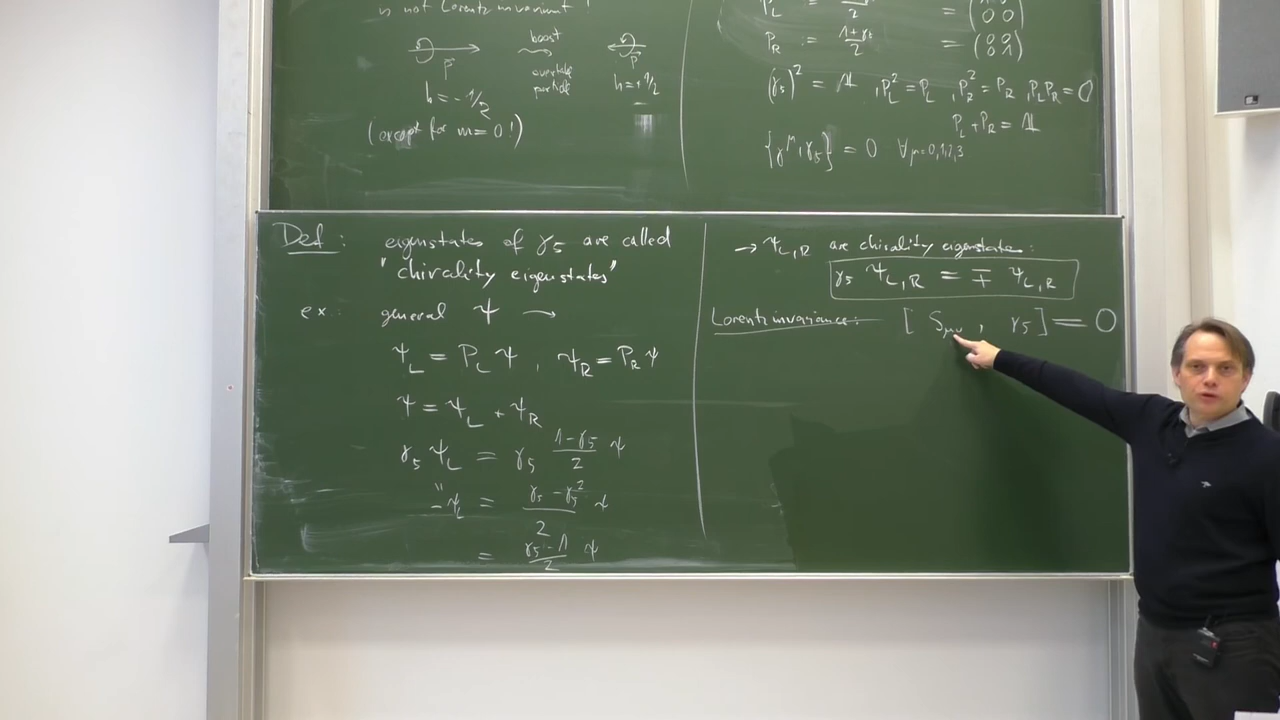 is not Lorentz invariant!
p⃗
boost
overtake
particle
p⃗
h = -1/2
h = +1/2
(except for m=0!)
P_L = / 2 = ( 0 0 )
P_R = 1+γ5 / 2 = (0 0 / 0 1)
(γ5)² = 1, P_L² = P_L, P_R² = P_R, P_L P_R = 0
P_L + P_R = 1
{γ^μ, γ5} = 0 ∀μ=0,1,2,3
Def: eigenstates of γ5 are called
"chirality eigenstates"
ex.: general ψ →
ψ_L = P_L ψ, ψ_R = P_R ψ
ψ = ψ_L + ψ_R
γ5 ψ_L = γ5 1-γ5 / 2 ψ
" -ψ_L = γ5 - γ5² / 2 ψ
= γ5 - 1 / 2 ψ
→ ψ_L,R are chirality eigenstates:
γ5 ψ_L,R = ∓ ψ_L,R
Lorentz invariance: [ S_μν, γ5 ] = 0